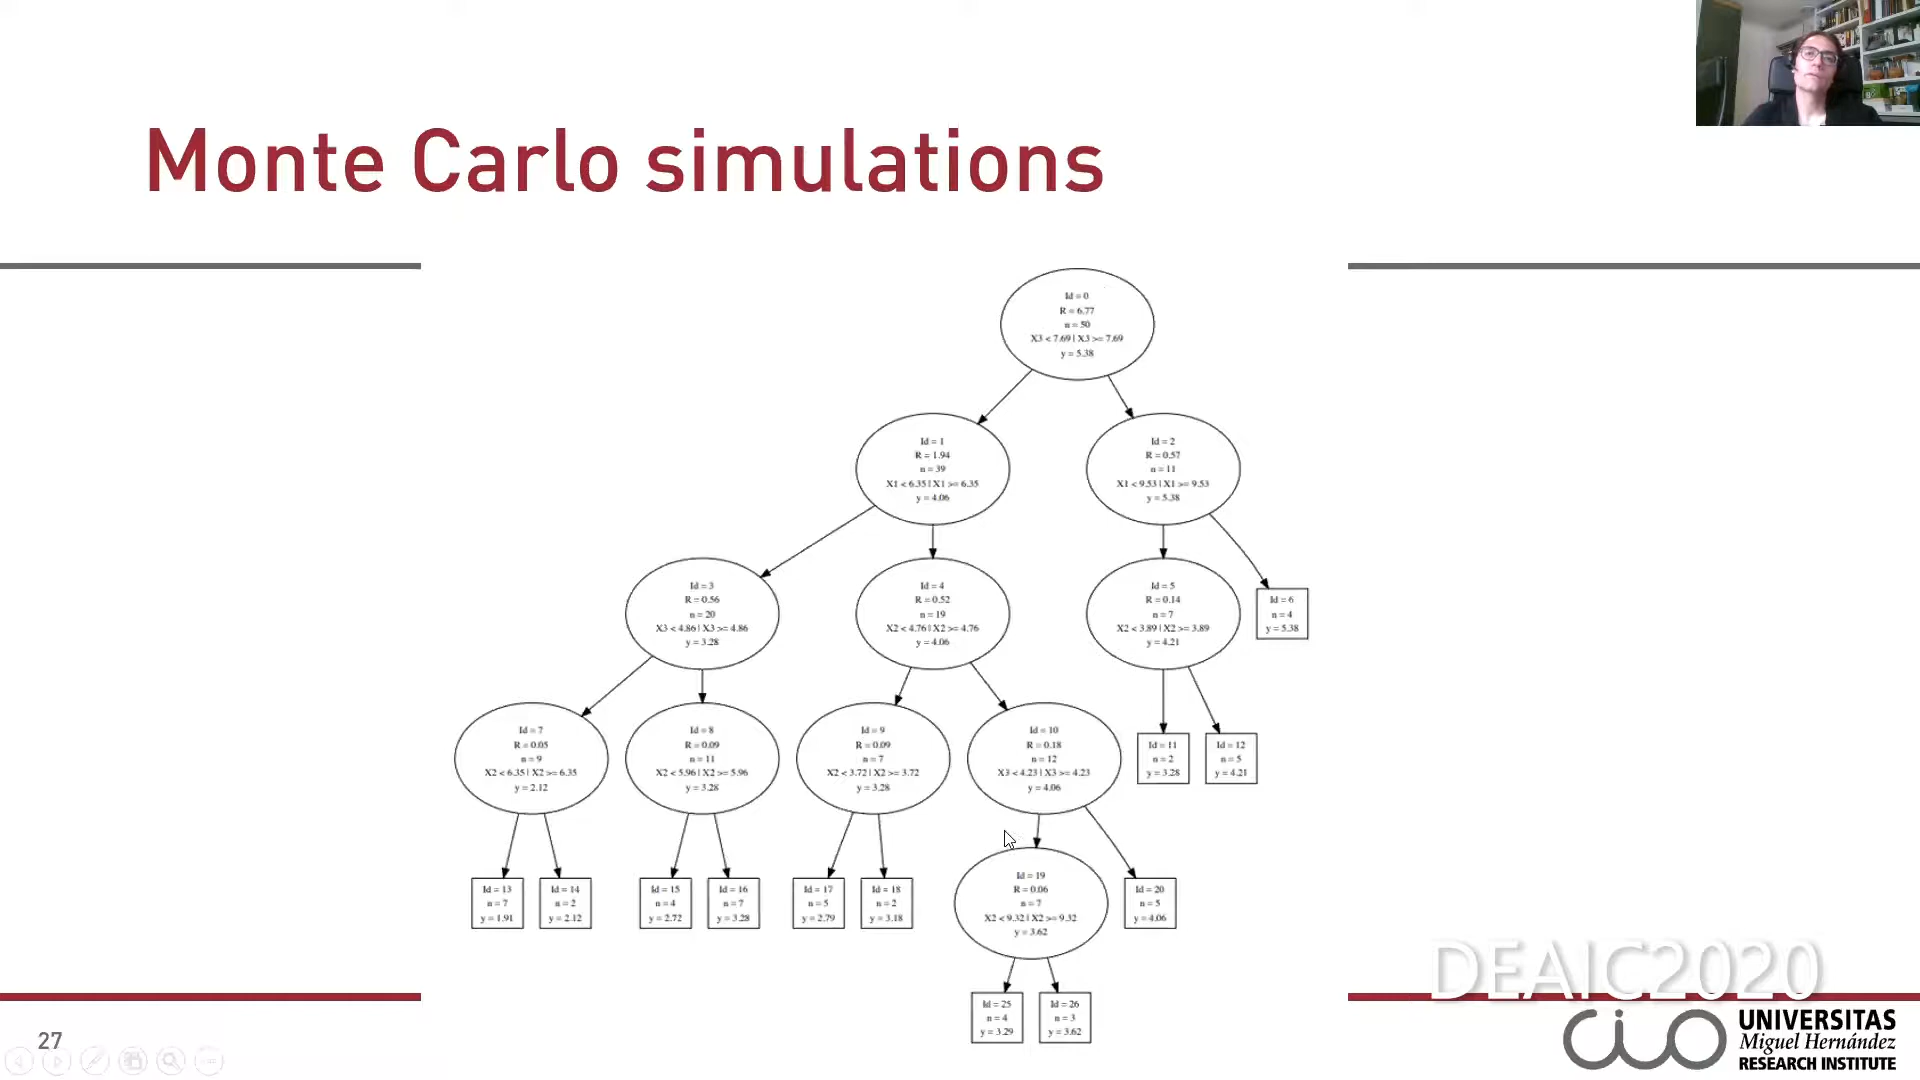 Monte Carlo simulations
Id = 0
R = 6.77
n = 50
X3 < 7.69 | X3 >= 7.69
y = 5.38
Id = 1
R = 1.94
n = 39
X1 < 6.35 | X1 >= 6.35
y = 4.06
Id = 2
R = 0.57
n = 11
X1 < 9.53 | X1 >= 9.53
y = 5.38
Id = 3
R = 0.56
n = 20
X3 < 4.86 | X3 >= 4.86
y = 3.28
Id = 4
R = 0.52
n = 19
X2 < 4.76 | X2 >= 4.76
y = 4.06
Id = 5
R = 0.14
n = 7
X2 < 3.89 | X2 >= 3.89
y = 4.21
Id = 6
n = 4
y = 5.38
Id = 7
R = 0.05
n = 9
X2 < 6.35 | X2 >= 6.35
y = 2.12
Id = 8
R = 0.09
n = 11
X2 < 5.96 | X2 >= 5.96
y = 3.28
Id = 9
R = 0.09
n = 7
X2 < 3.72 | X2 >= 3.72
y = 3.28
Id = 10
R = 0.18
n = 12
X3 < 4.23 | X3 >= 4.23
y = 4.06
Id = 11
n = 2
y = 3.28
Id = 12
n = 5
y = 4.21
Id = 13
n = 7
y = 1.91
Id = 14
n = 2
y = 2.12
Id = 15
n = 4
y = 2.72
Id = 16
n = 7
y = 3.28
Id = 17
n = 5
y = 2.79
Id = 18
n = 2
y = 3.18
Id = 19
R = 0.06
n = 7
X2 < 9.32 | X2 >= 9.32
y = 3.62
Id = 20
n = 5
y = 4.06
Id = 25
n = 4
y = 3.29
Id = 26
n = 3
y = 3.62
DEAIC2020
27
cio
UNIVERSITAS
Miguel Hernández
RESEARCH INSTITUTE